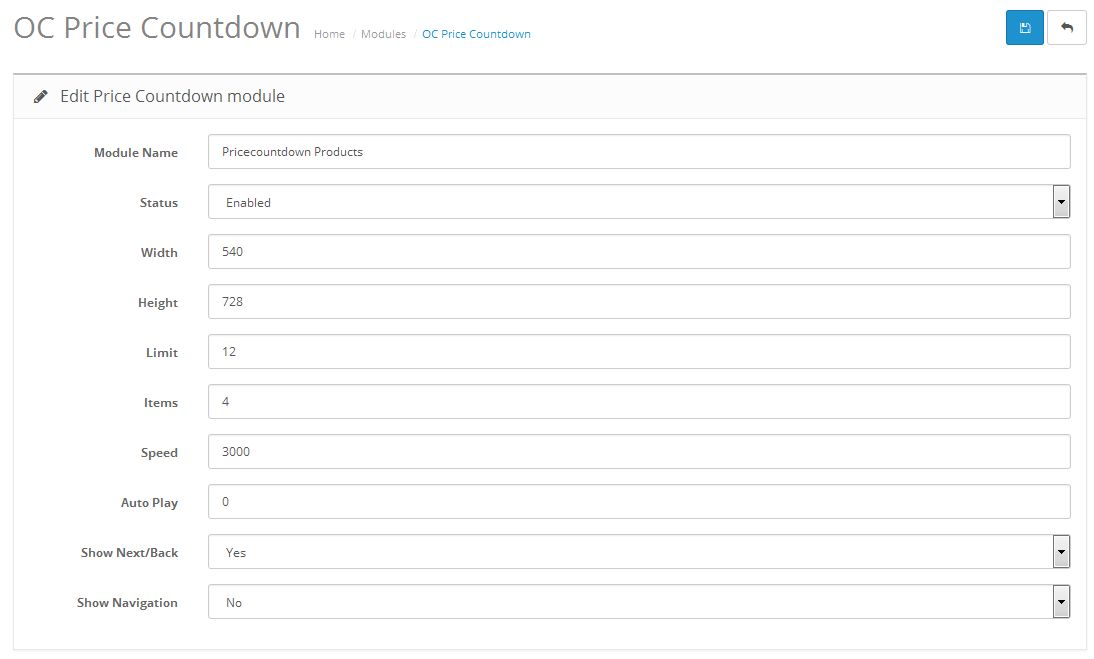 OC Price Countdown Home / Modules / OC Price Countdown
Edit Price Countdown module
Module Name Pricecountdown Products
Status Enabled
Width 540
Height 728
Limit 12
Items 4
Speed 3000
Auto Play 0
Show Next/Back Yes
Show Navigation No